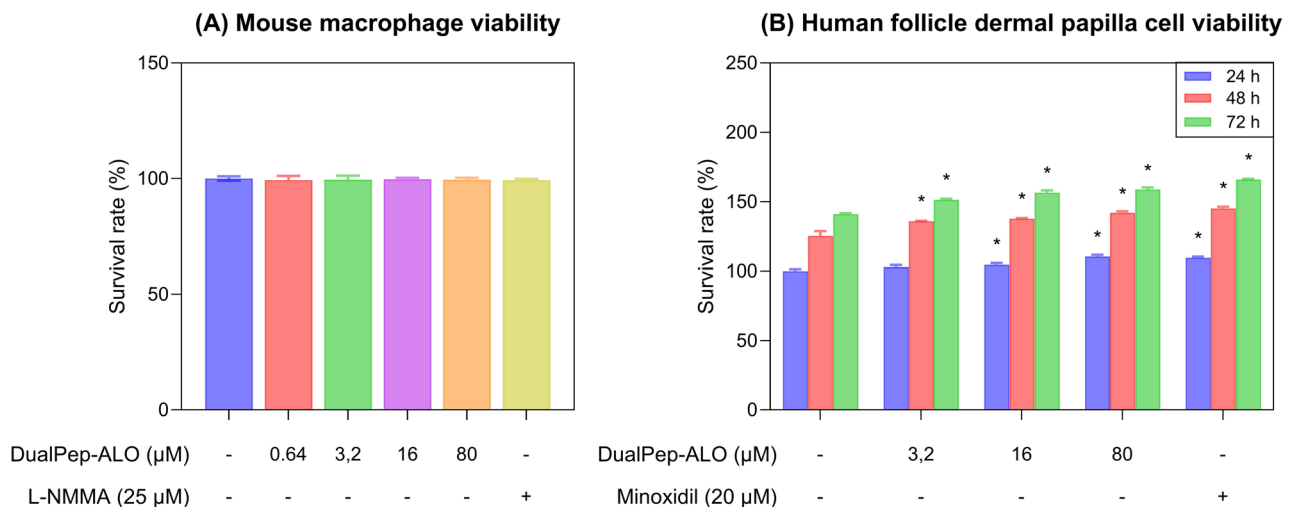 (A) Mouse macrophage viability
150
100
50
0
Survival rate (%)
DualPep-ALO (µM) - 0.64 3,2 16 80 -
L-NMMA (25 µM) - - - - - +
(B) Human follicle dermal papilla cell viability
250
200
150
100
50
0
Survival rate (%)
24 h
48 h
72 h
* *
* * *
* * *
* * *
DualPep-ALO (µM) - 3,2 16 80 -
Minoxidil (20 µM) - - - - +